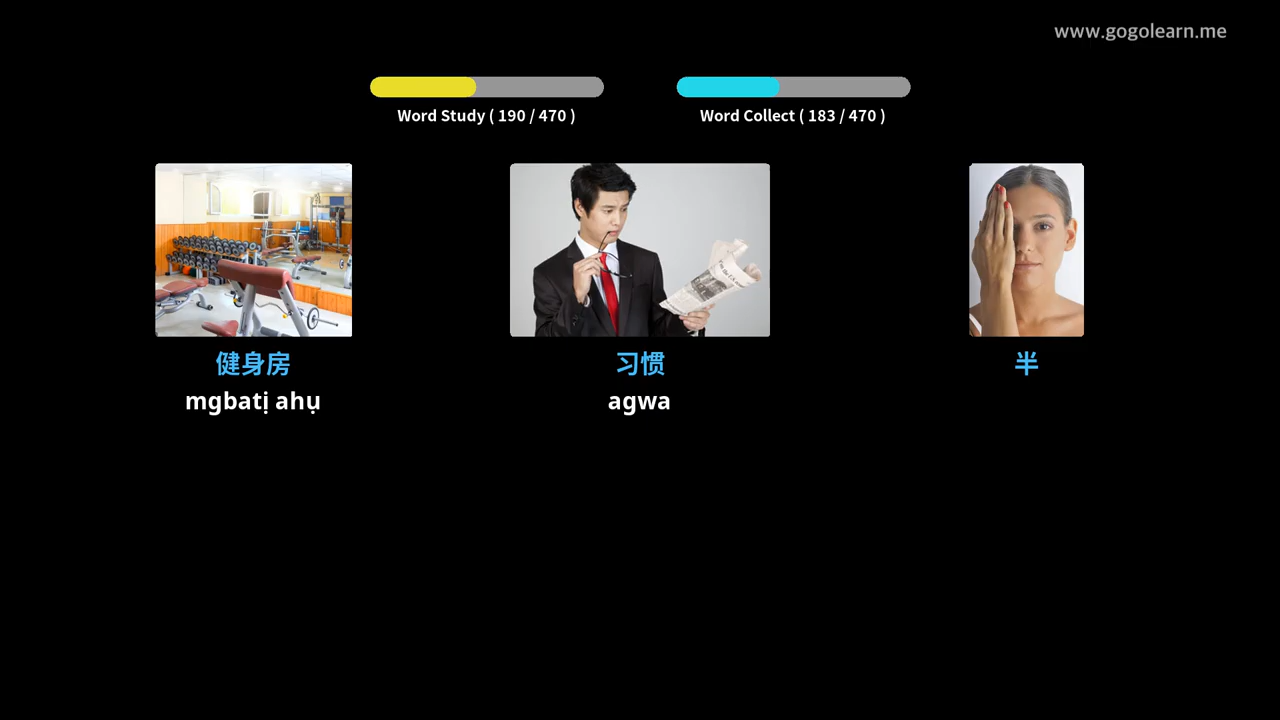 www.gogolearn.me
Word Study ( 190 / 470 )
Word Collect ( 183 / 470 )
健身房
mgbatị ahụ
习惯
agwa
半